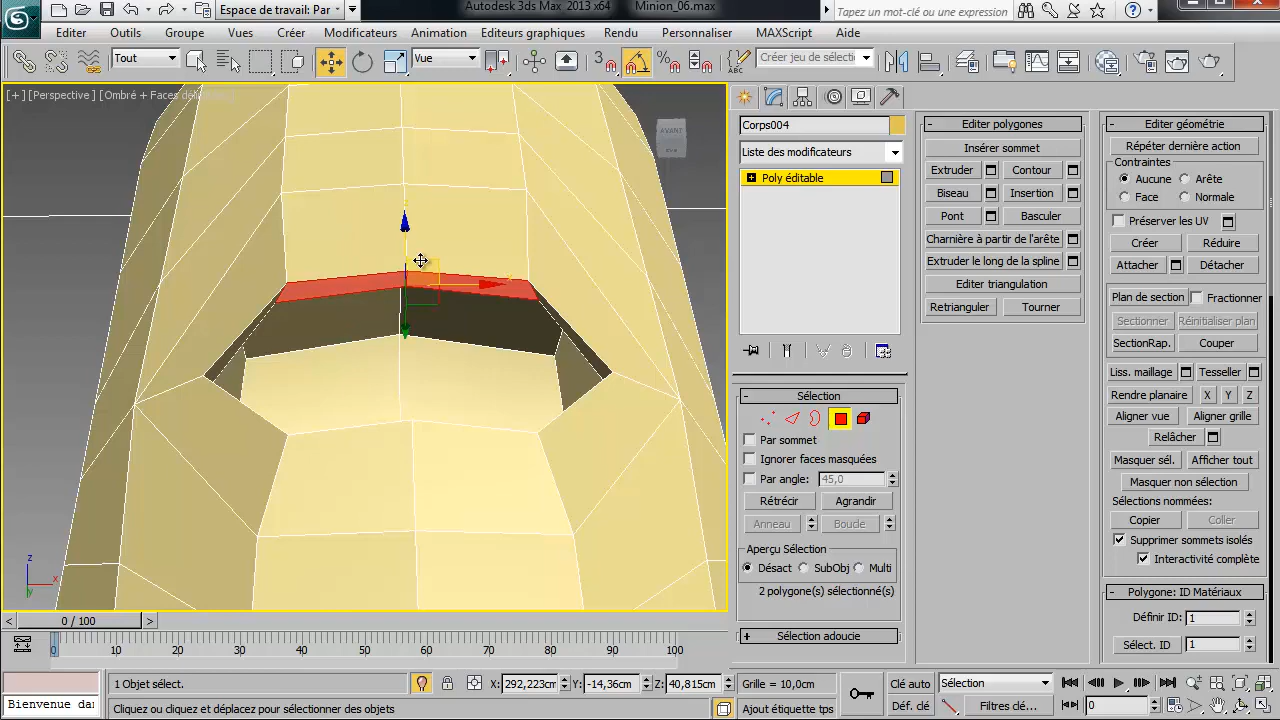 Autodesk 3ds Max 2013 x64 Minion_06.max
Espace de travail: Par
Tapez un mot-clé ou une expression
Editer Outils Groupe Vues Créer Modificateurs Animation Editeurs graphiques Rendu Personnaliser MAXScript Aide
Tout
Vue
3
ABC
Créer jeu de sélecti
[+] [Perspective] [Ombré + Faces dé
AVANT
z
x
y
Corps004
Liste des modificateurs
Poly éditable
Sélection
Par sommet
Ignorer faces masquées
Par angle: 45,0
Rétrécir Agrandir
Anneau Boucle
Aperçu Sélection
Désact SubObj Multi
2 polygone(s) sélectionné(s)
Sélection adoucie
Editer polygones
Insérer sommet
Extruder Contour
Biseau Insertion
Pont Basculer
Charnière à partir de l'arête
Extruder le long de la spline
Editer triangulation
Retrianguler Tourner
Editer géométrie
Répéter dernière action
Contraintes
Aucune Arête
Face Normale
Préserver les UV
Créer Réduire
Attacher Détacher
Plan de section Fractionner
Sectionner Réinitialiser plan
SectionRap. Couper
Liss. maillage Tesseller
Rendre planaire X Y Z
Aligner vue Aligner grille
Relâcher
Masquer sél. Afficher tout
Masquer non sélection
Sélections nommées:
Copier Coller
Supprimer sommets isolés
Interactivité complète
Polygone: ID Matériaux
Définir ID: 1
Sélect. ID 1
< 0 / 100 >
0 10 20 30 40 50 60 70 80 90 100
1 Objet sélect. X: 292,223cm Y: -14,36cm Z: 40,815cm Grille = 10,0cm
Clé auto Sélection
Bienvenue dan
Cliquez ou cliquez et déplacez pour sélectionner des objets
Ajout étiquette tps
Déf. clé Filtres clé... 0